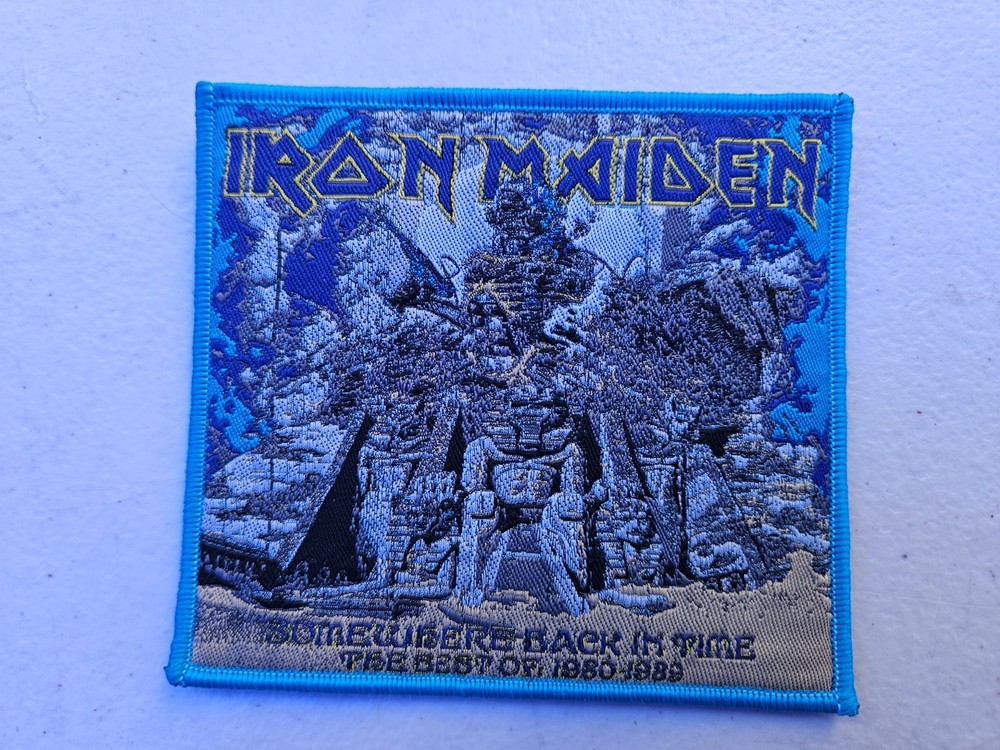 IRON MAIDEN
SOMEWHERE BACK IN TIME
THE BEST OF: 1980-1989